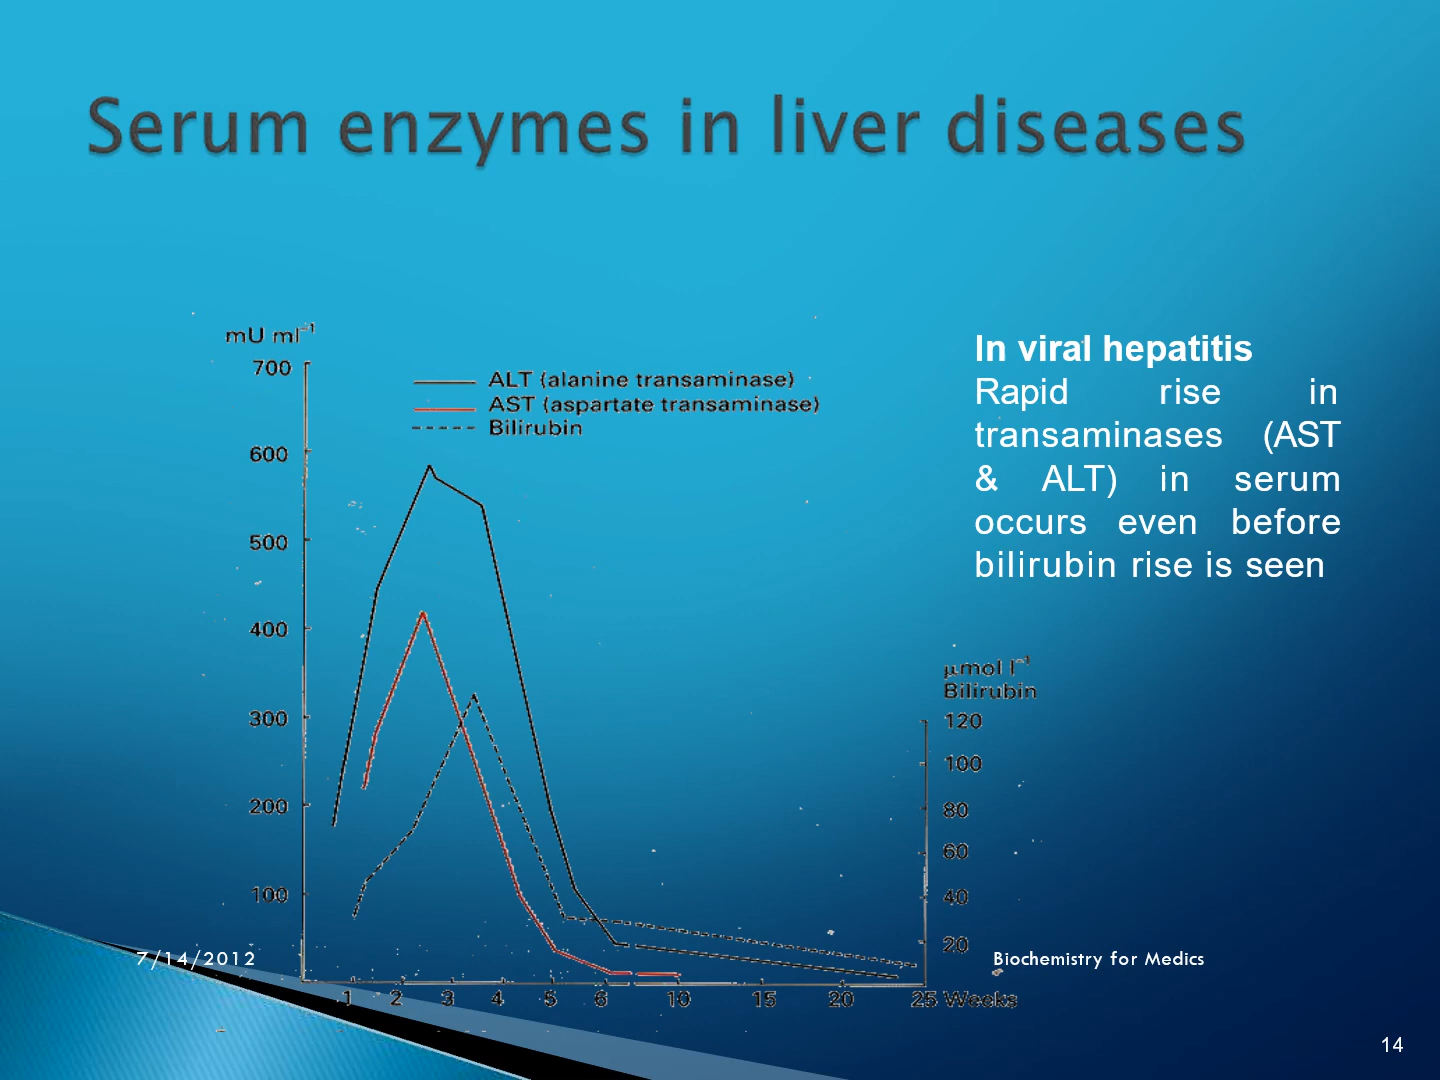 Serum enzymes in liver diseases
mU ml⁻¹
700
600
500
400
300
200
100
ALT (alanine transaminase)
AST (aspartate transaminase)
Bilirubin
In viral hepatitis
Rapid rise in
transaminases (AST
& ALT) in serum
occurs even before
bilirubin rise is seen
µmol l⁻¹
Bilirubin
120
100
80
60
40
20
1 2 3 4 5 6 10 15 20 25 Weeks
7/14/2012
Biochemistry for Medics
14